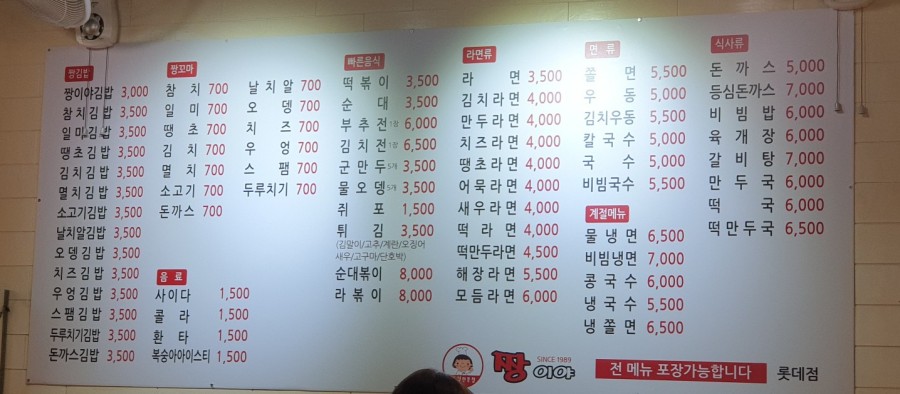 짱김밥
짱이야김밥 3,000
참치김밥 3,500
일미김밥 3,500
땡초김밥 3,500
김치김밥 3,500
멸치김밥 3,500
소고기김밥 3,500
날치알김밥 3,500
오뎅김밥 3,500
치즈김밥 3,500
우엉김밥 3,500
스팸김밥 3,500
두루치기김밥 3,500
돈까스김밥 3,500
짱꼬마
참치 700
일미 700
땡초 700
김치 700
멸치 700
소고기 700
돈까스 700
날치알 700
오뎅 700
치즈 700
우엉 700
스팸 700
두루치기 700
음료
사이다 1,500
콜라 1,500
환타 1,500
복숭아아이스티 1,500
빠른음식
떡볶이 3,500
순대 3,500
부추전 1장 6,000
김치전 1장 6,500
군만두 5개 3,500
물오뎅 5개 3,500
쥐포 1,500
튀김 3,500
(김말이/고추/계란/오징어
새우/고구마/단호박)
순대볶이 8,000
라볶이 8,000
라면류
라면 3,500
김치라면 4,000
만두라면 4,000
치즈라면 4,000
땡초라면 4,000
어묵라면 4,000
새우라면 4,000
떡라면 4,000
떡만두라면 4,500
해장라면 5,500
모듬라면 6,000
면류
쫄면 5,500
우동 5,000
김치우동 5,500
칼국수 5,500
국수 5,000
비빔국수 5,500
계절메뉴
물냉면 6,500
비빔냉면 7,000
콩국수 6,000
냉국수 5,500
냉쫄면 6,500
식사류
돈까스 5,000
등심돈까스 7,000
비빔밥 6,000
육개장 6,000
갈비탕 7,000
만두국 6,000
떡국 6,000
떡만두국 6,500
SINCE 1989
짱이야
전 메뉴 포장가능합니다
롯데점